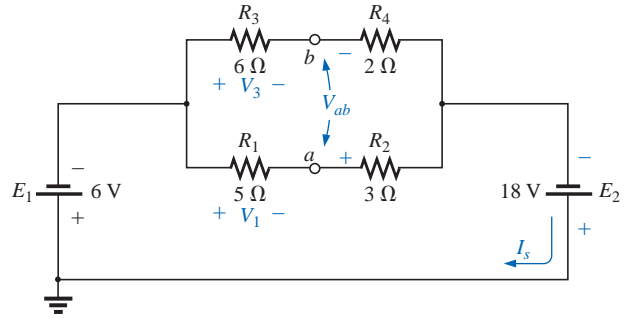 R3 R4
b −
6 Ω 2 Ω
+ V3 −
Vab
R1 a + R2
− −
E1 6 V 5 Ω 3 Ω 18 V E2
+ + V1 − +
Is